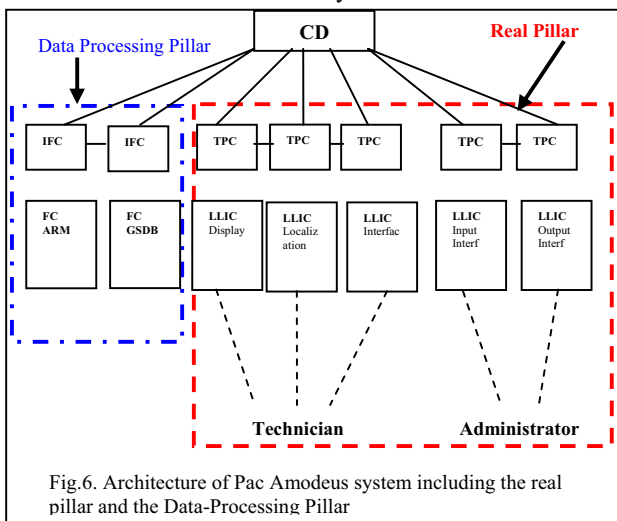 CD
Data Processing Pillar
Real Pillar
IFC
IFC
TPC
TPC
TPC
TPC
TPC
FC
ARM
FC
GSDB
LLIC
Display
LLIC
Localiz
ation
LLIC
Interfac
LLIC
Input
Interf
LLIC
Output
Interf
Technician
Administrator
Fig.6. Architecture of Pac Amodeus system including the real
pillar and the Data-Processing Pillar